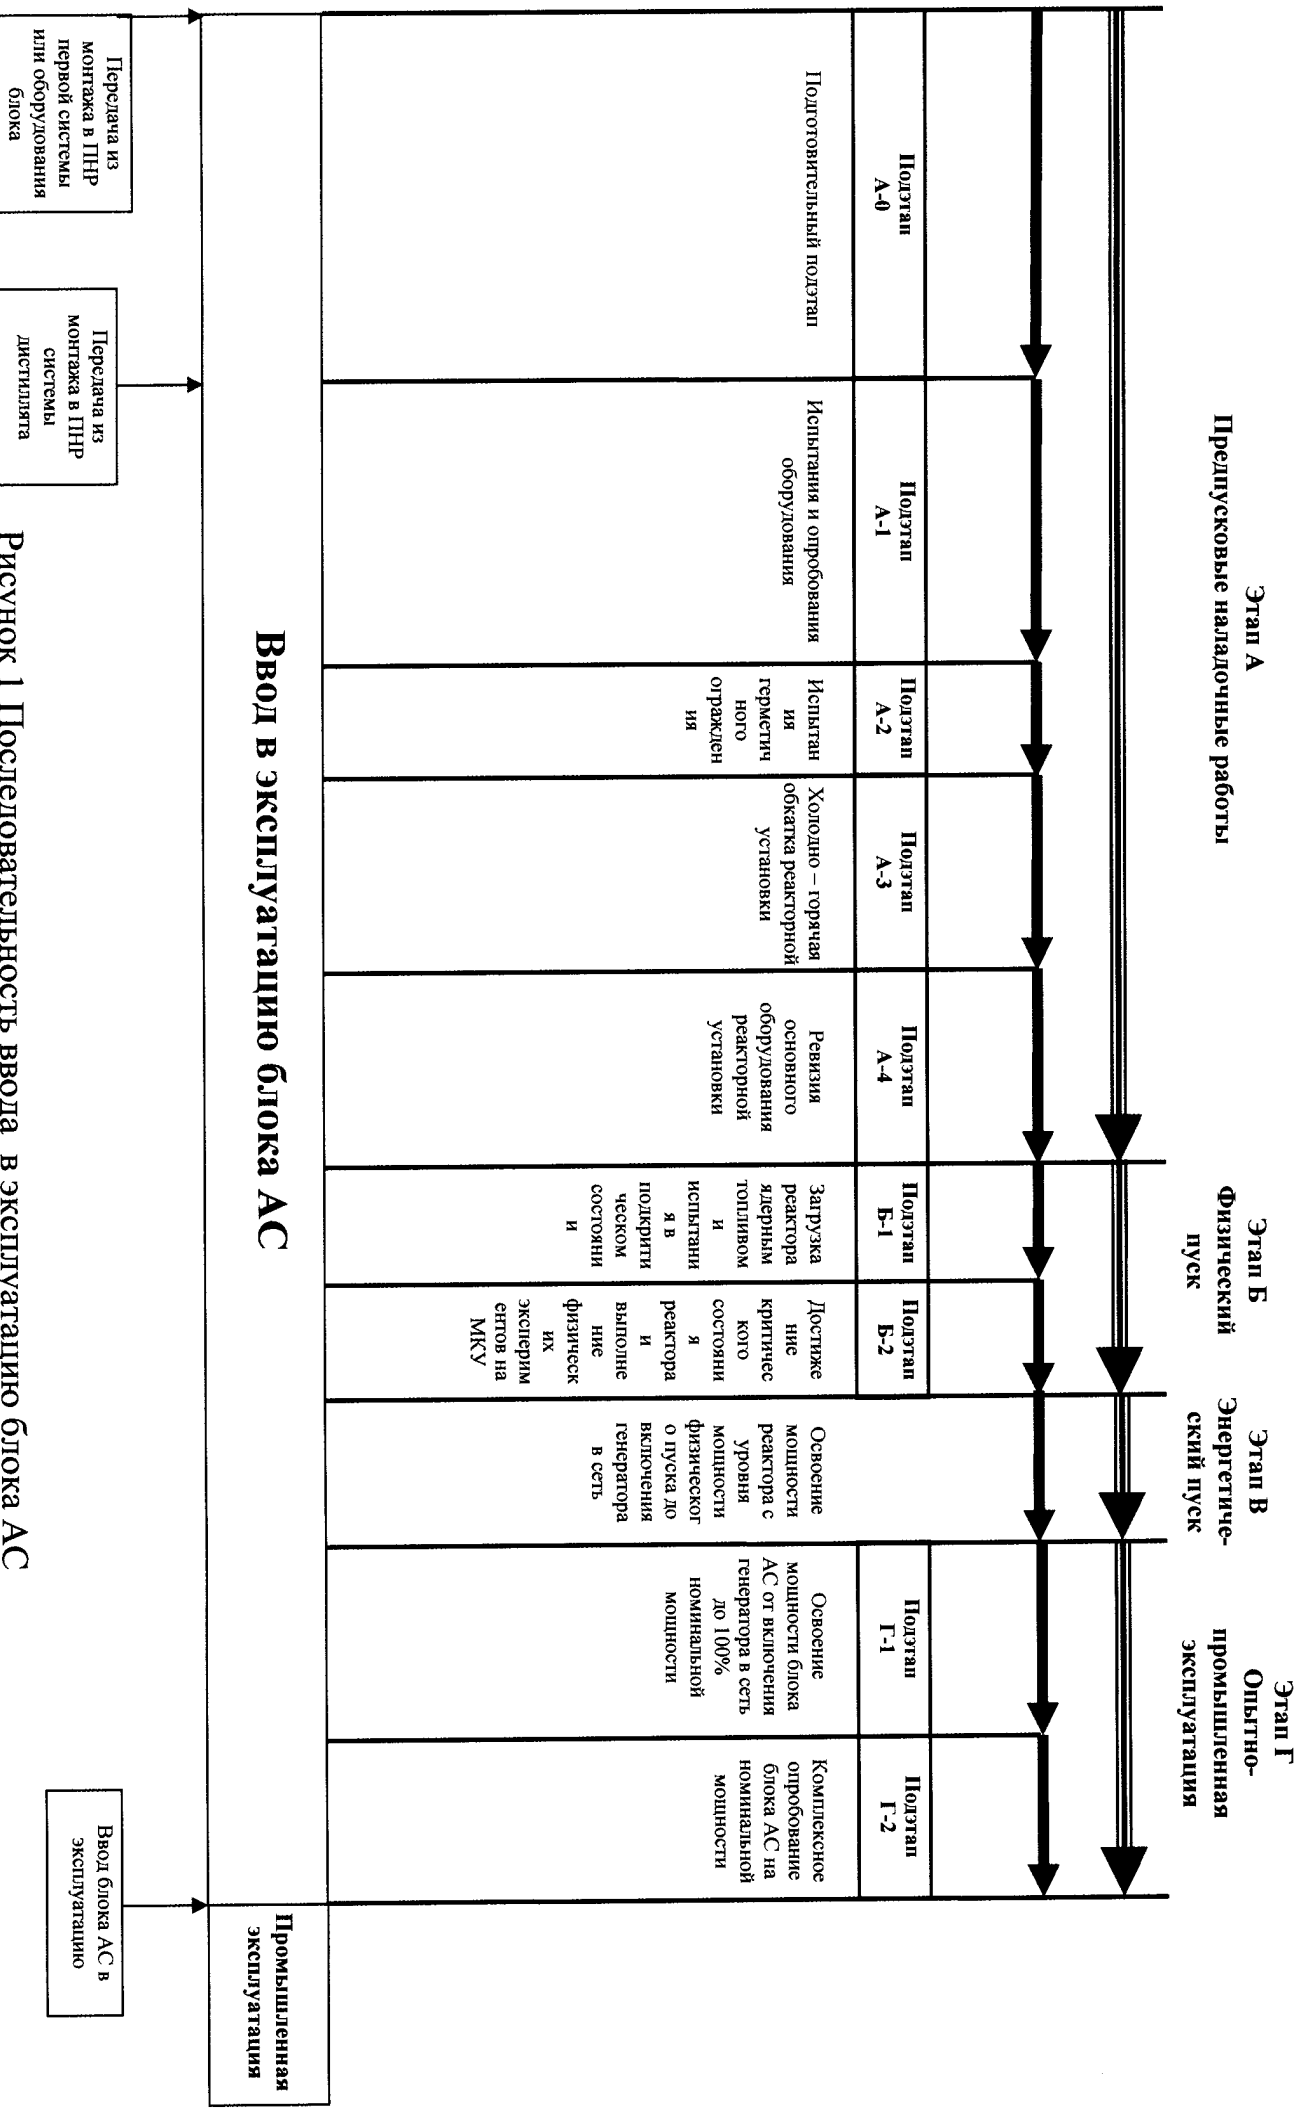 Этап А
Предпусковые наладочные работы
Этап Б
Физический
пуск
Этап В
Энергетиче-
ский пуск
Этап Г
Опытно-
промышленная
эксплуатация
Подэтап
А-0
Подэтап
А-1
Подэтап
А-2
Подэтап
А-3
Подэтап
А-4
Подэтап
Б-1
Подэтап
Б-2
Подэтап
Г-1
Подэтап
Г-2
Подготовительный подэтап
Испытания и опробования
оборудования
Испытан
ия
герметич
ного
огражден
ия
Холодно – горячая
обкатка реакторной
установки
Ревизия
основного
оборудования
реакторной
установки
Загрузка
реактора
ядерным
топливом
и
испытани
я в
подкрити
ческом
состояни
и
Достиже
ние
критичес
кого
состояни
я
реактора
и
выполне
ние
физическ
их
эксперим
ентов на
МКУ
Освоение
мощности
реактора с
уровня
мощности
физическог
о пуска до
включения
генератора
в сеть
Освоение
мощности блока
АС от включения
генератора в сеть
до 100%
номинальной
мощности
Комплексное
опробование
блока АС на
номинальной
мощности
Ввод в эксплуатацию блока АС
Промышленная
эксплуатация
Передача из
монтажа в ПНР
первой системы
или оборудования
блока
Передача из
монтажа в ПНР
системы
дистиллята
Ввод блока АС в
эксплуатацию
Рисунок 1 Последовательность ввода в эксплуатацию блока АС